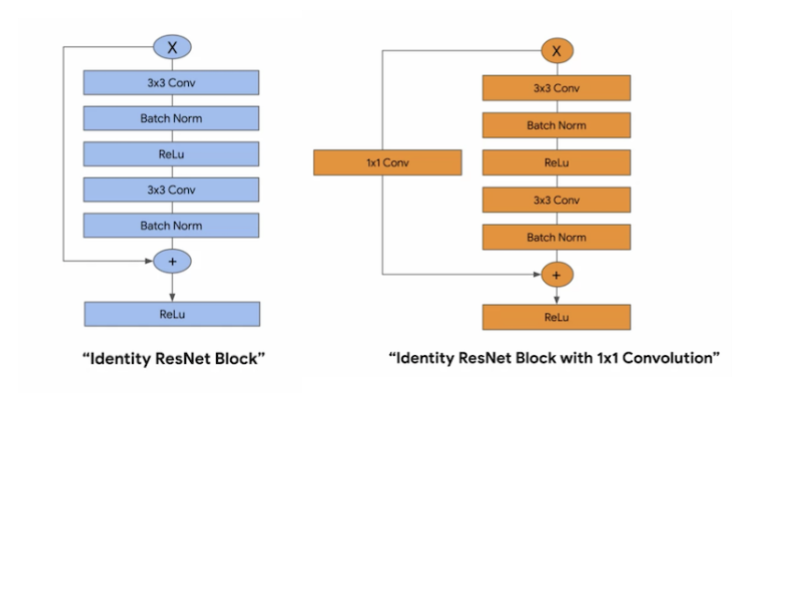 X
3x3 Conv
Batch Norm
ReLu
3x3 Conv
Batch Norm
+
ReLu
“Identity ResNet Block”
X
3x3 Conv
Batch Norm
1x1 Conv
ReLu
3x3 Conv
Batch Norm
+
ReLu
“Identity ResNet Block with 1x1 Convolution”